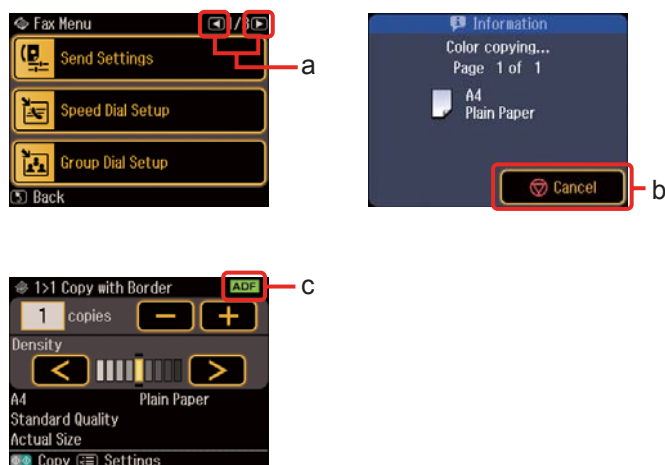 Fax Menu 1/3
Send Settings
Speed Dial Setup
Group Dial Setup
Back
a
Information
Color copying...
Page 1 of 1
A4
Plain Paper
Cancel
b
1>1 Copy with Border ADF
1 copies
Density
A4 Plain Paper
Standard Quality
Actual Size
Copy Settings
c